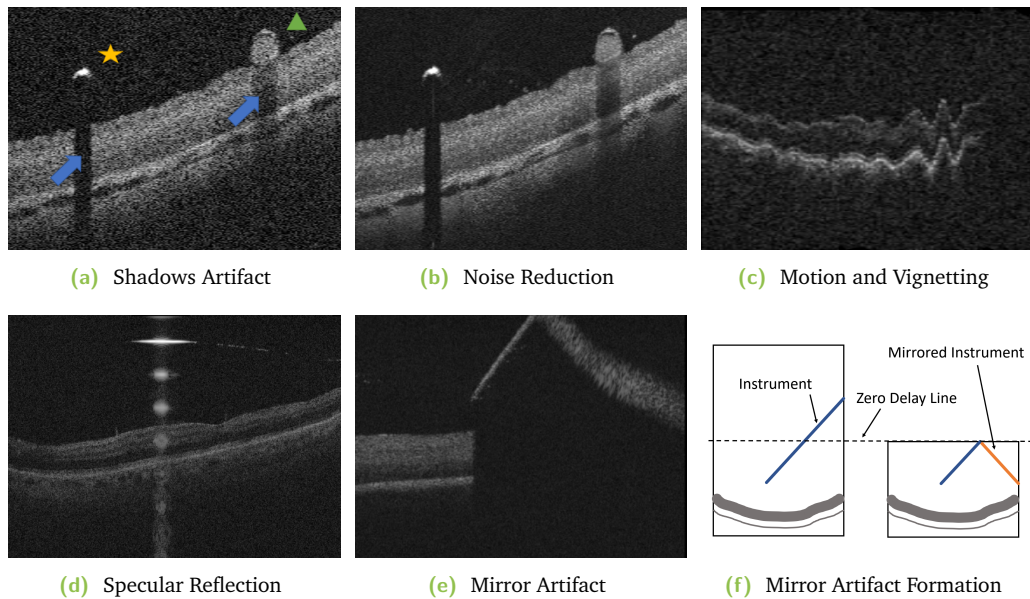 (a) Shadows Artifact
(b) Noise Reduction
(c) Motion and Vignetting
Mirrored Instrument
Instrument
Zero Delay Line
(d) Specular Reflection
(e) Mirror Artifact
(f) Mirror Artifact Formation